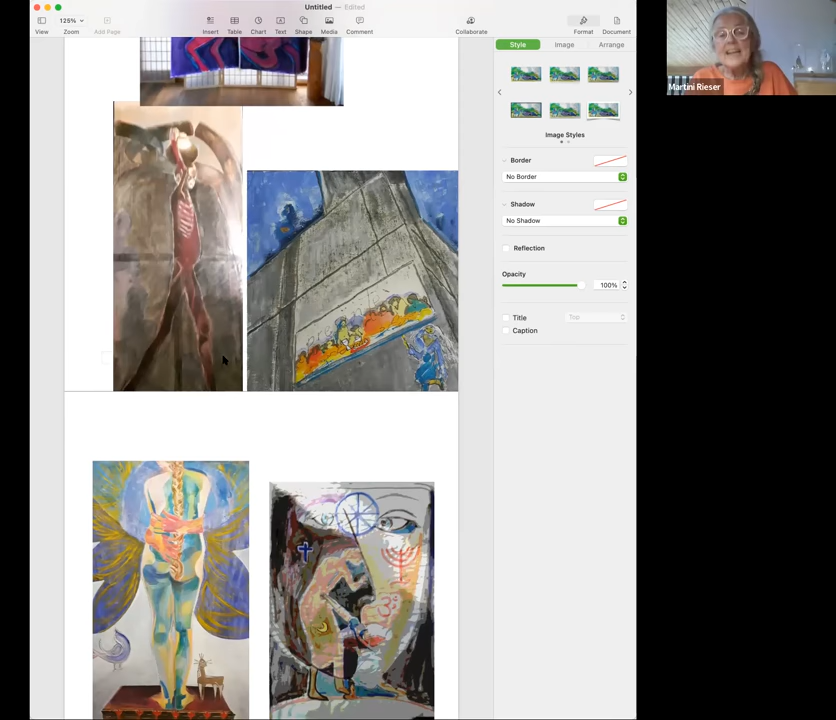 Untitled — Edited
125%
View
Zoom
Add Page
Insert
Table
Chart
Text
Shape
Media
Comment
Collaborate
Format
Document
Style
Image
Arrange
Image Styles
Border
No Border
Shadow
No Shadow
Reflection
Opacity
100%
Title
Top
Caption
Martini Rieser